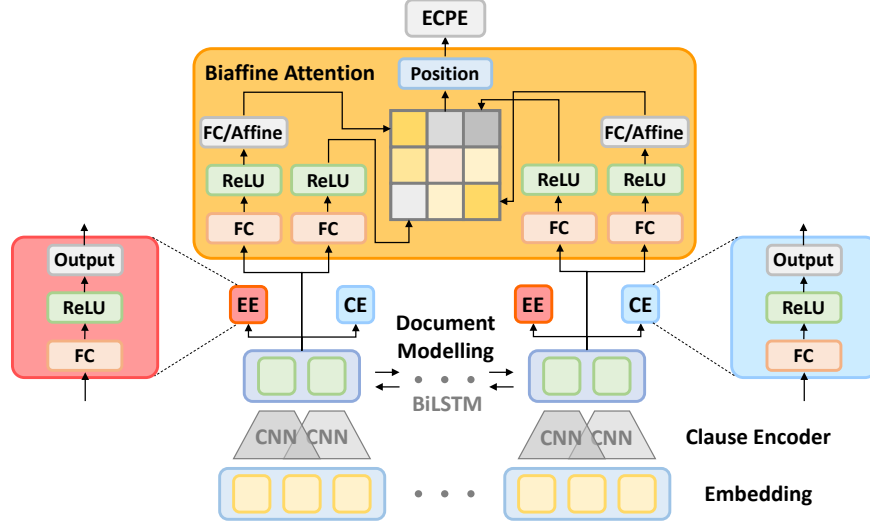 ECPE
Biaffine Attention
Position
FC/Affine
FC/Affine
ReLU
ReLU
ReLU
ReLU
FC
FC
FC
FC
Output
ReLU
FC
Output
ReLU
FC
EE
CE
EE
CE
Document
Modelling
BiLSTM
CNN
CNN
CNN
CNN
Clause Encoder
Embedding